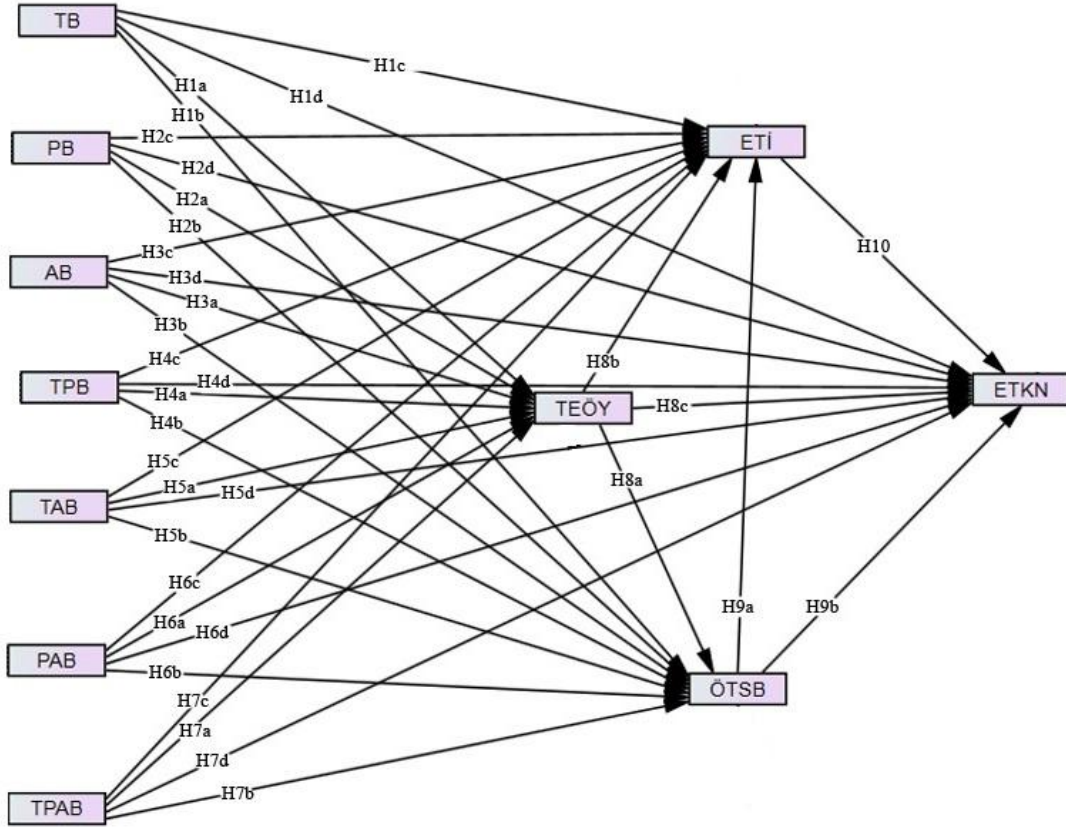 TB
H1c
H1a
H1d
H1b
PB
H2c
ETİ
H2d
H2a
H2b
H10
AB
H3c
H3d
H3a
H3b
TPB
H4c
H8b
H4d
H4a
ETKN
TEÖY
H8c
H4b
H5c
H5a
H5d
H8a
TAB
H5b
H6c
H9a
H9b
H6a
H6d
PAB
H6b
ÖTSB
H7c
H7a
H7d
H7b
TPAB